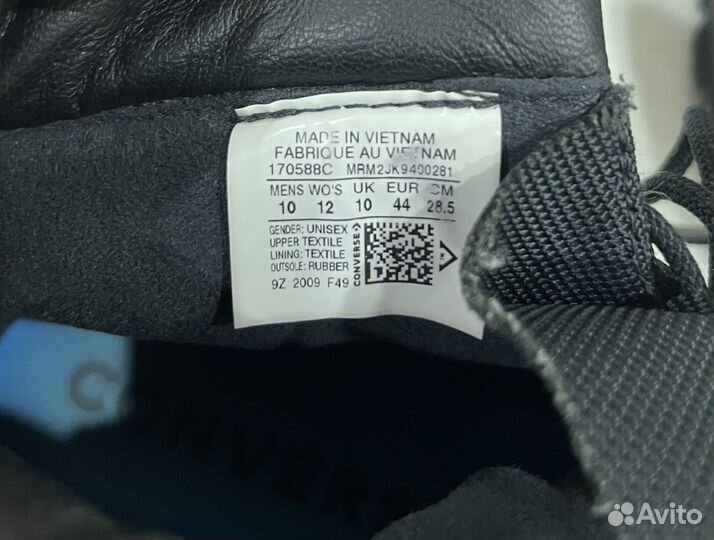 MADE IN VIETNAM
FABRIQUE AU VIETNAM
170588C MRM2JK9490281
MENS WO'S UK EUR CM
10 12 10 44 28.5
GENDER: UNISEX
UPPER TEXTILE
LINING: TEXTILE
OUTSOLE: RUBBER
CONVERSE
9Z 2009 F49
CONVERSE
Avito